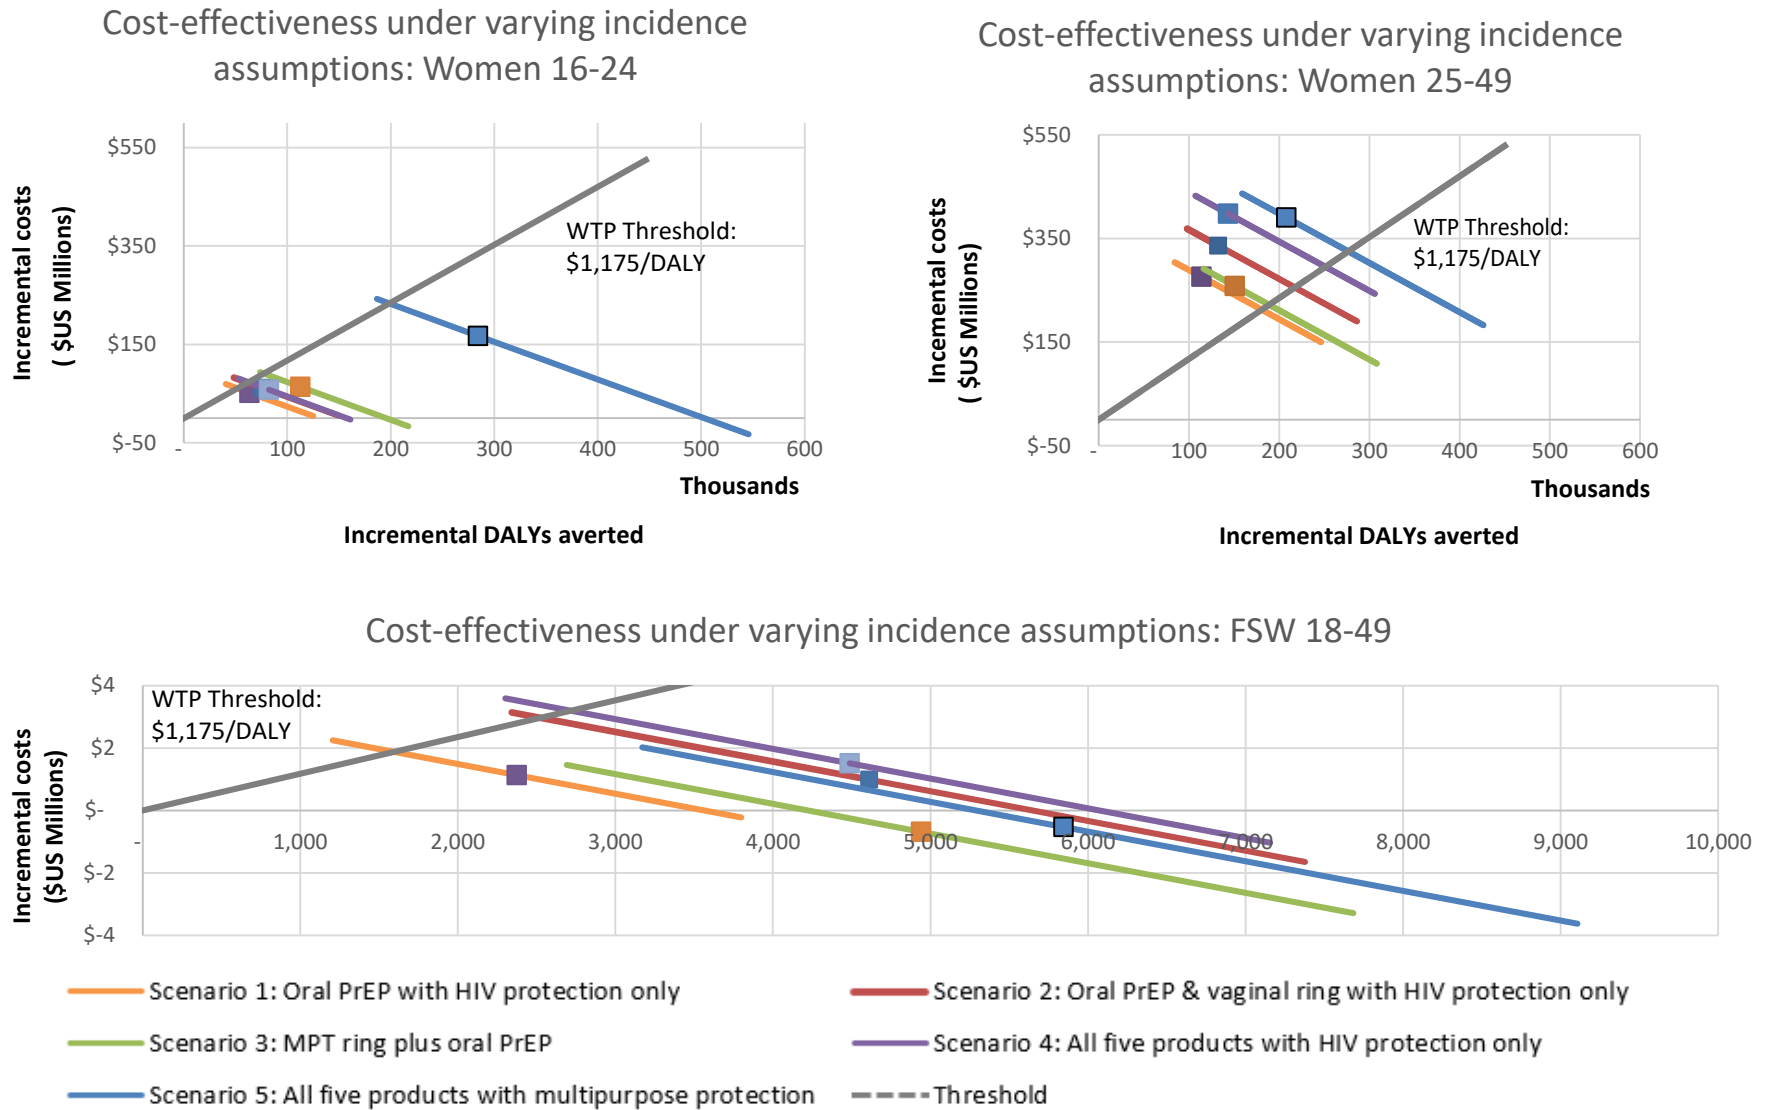 Cost-effectiveness under varying incidence
assumptions: Women 16-24
Incremental costs
( $US Millions)
$550
$350
$150
$-50
-
100
200
300
400
500
600
WTP Threshold:
$1,175/DALY
Thousands
Incremental DALYs averted
Cost-effectiveness under varying incidence
assumptions: Women 25-49
Incemental costs
( $US Millions)
$550
$350
$150
$-50
-
100
200
300
400
500
600
WTP Threshold:
$1,175/DALY
Thousands
Incremental DALYs averted
Cost-effectiveness under varying incidence assumptions: FSW 18-49
Incremental costs
($US Millions)
$4
$2
$-
$-2
$-4
WTP Threshold:
$1,175/DALY
-
1,000
2,000
3,000
4,000
5,000
6,000
7,000
8,000
9,000
10,000
Scenario 1: Oral PrEP with HIV protection only
Scenario 2: Oral PrEP & vaginal ring with HIV protection only
Scenario 3: MPT ring plus oral PrEP
Scenario 4: All five products with HIV protection only
Scenario 5: All five products with multipurpose protection
Threshold